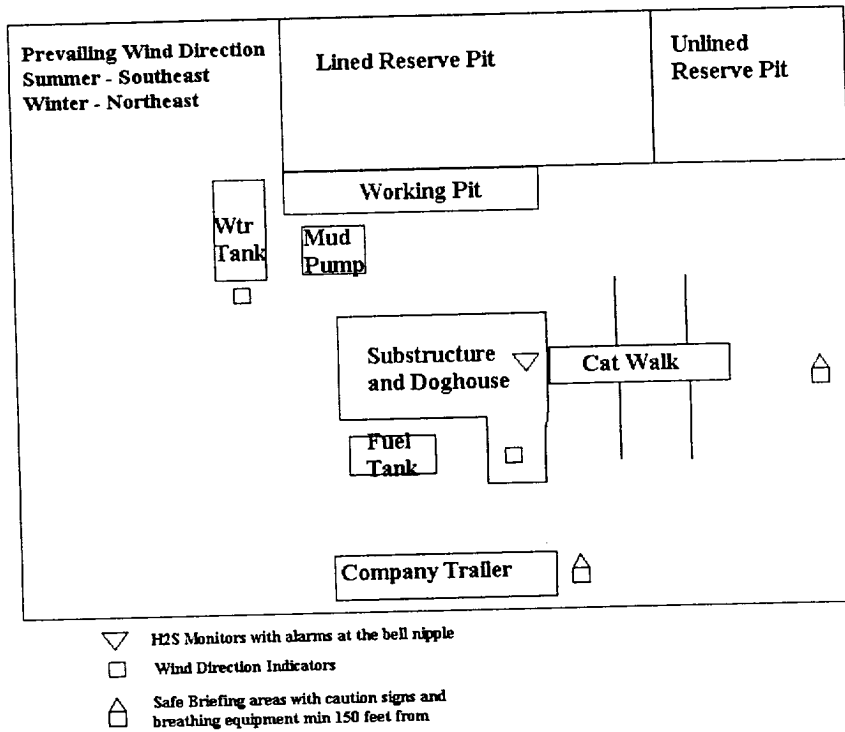 Prevailing Wind Direction
Summer - Southeast
Winter - Northeast
Lined Reserve Pit
Unlined
Reserve Pit
Working Pit
Wtr
Tank
Mud
Pump
Substructure
and Doghouse
Cat Walk
Fuel
Tank
Company Trailer
H2S Monitors with alarms at the bell nipple
Wind Direction Indicators
Safe Briefing areas with caution signs and
breathing equipment min 150 feet from